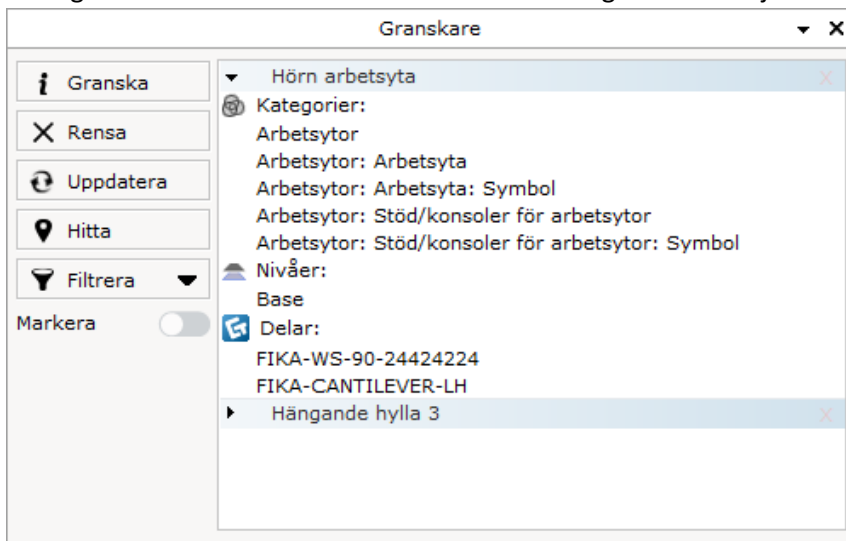 Granskare
Granska
Rensa
Uppdatera
Hitta
Filtrera
Markera
Hörn arbetsyta
Kategorier:
Arbetsytor
Arbetsytor: Arbetsyta
Arbetsytor: Arbetsyta: Symbol
Arbetsytor: Stöd/konsoler för arbetsytor
Arbetsytor: Stöd/konsoler för arbetsytor: Symbol
Nivåer:
Base
Delar:
FIKA-WS-90-24424224
FIKA-CANTILEVER-LH
Hängande hylla 3